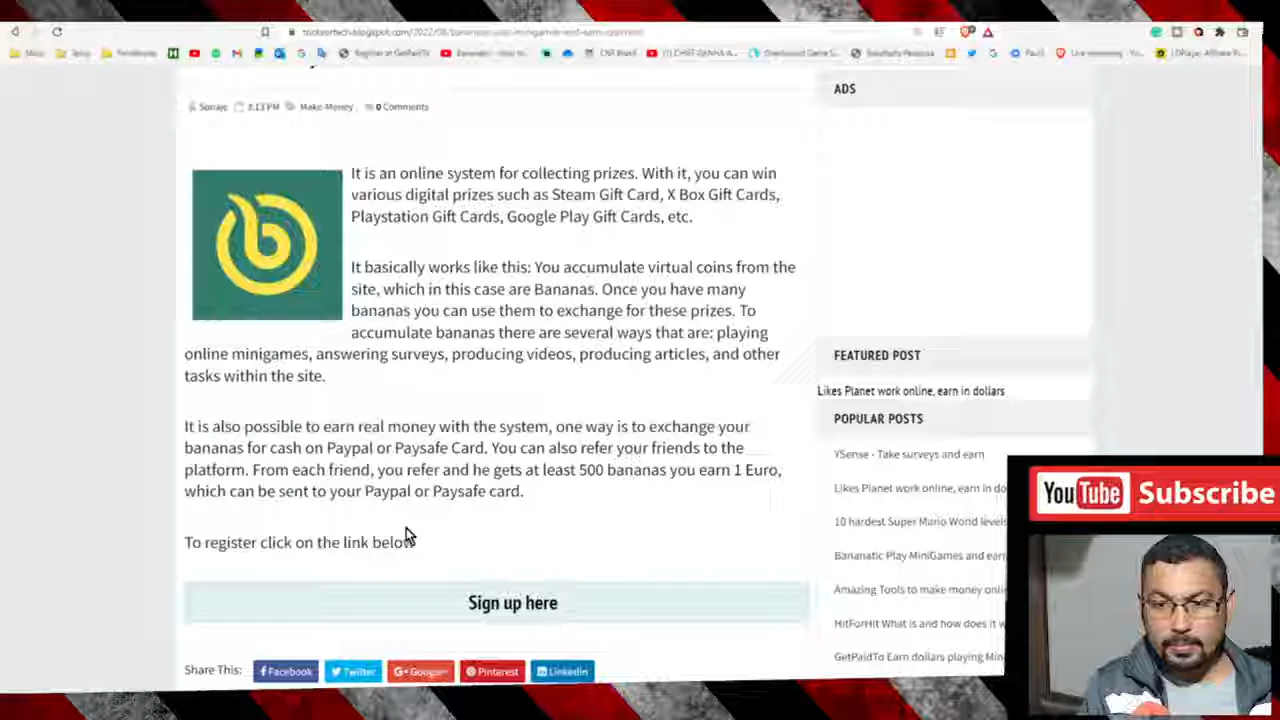 Sonajo 3:13 PM Make-Money 0 Comments
It is an online system for collecting prizes. With it, you can win
various digital prizes such as Steam Gift Card, X Box Gift Cards,
Playstation Gift Cards, Google Play Gift Cards, etc.
It basically works like this: You accumulate virtual coins from the
site, which in this case are Bananas. Once you have many
bananas you can use them to exchange for these prizes. To
accumulate bananas there are several ways that are: playing
online minigames, answering surveys, producing videos, producing articles, and other
tasks within the site.
It is also possible to earn real money with the system, one way is to exchange your
bananas for cash on Paypal or Paysafe Card. You can also refer your friends to the
platform. From each friend, you refer and he gets at least 500 bananas you earn 1 Euro,
which can be sent to your Paypal or Paysafe card.
To register click on the link below
Sign up here
Share This: Facebook Twitter Google+ Pinterest Linkedin
ADS
FEATURED POST
Likes Planet work online, earn in dollars
POPULAR POSTS
YSense - Take surveys and earn
Likes Planet work online, earn in do
10 hardest Super Mario World levels
Bananatic Play MiniGames and earn
Amazing Tools to make money onli
HitForHit What is and how does it w
GetPaidTo Earn dollars playing Min
YouTube Subscribe